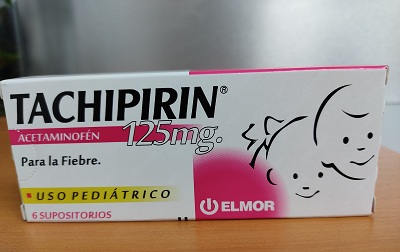 TACHIPIRIN®
ACETAMINOFÉN
125mg.
Para la Fiebre.
USO PEDIÁTRICO
6 SUPOSITORIOS
ELMOR